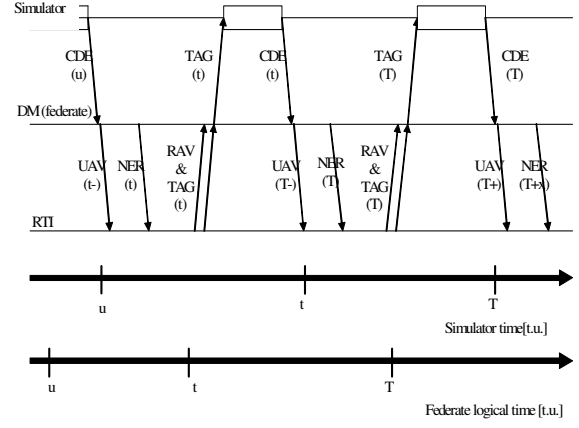 Simulator
CDE
(u)
TAG
(t)
CDE
(t)
TAG
(T)
CDE
(T)
DM (federate)
UAV
(t-)
NER
(t)
RAV
&
TAG
(t)
UAV
(T-)
NER
(T)
RAV
&
TAG
(T)
UAV
(T+)
NER
(T+x)
RTI
u
t
T
Simulator time[t.u.]
u
t
T
Federate logical time [t.u.]